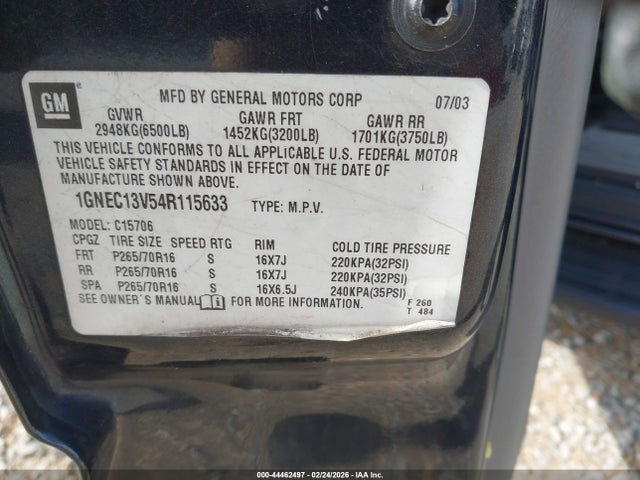 GM
MFD BY GENERAL MOTORS CORP 07/03
GVWR GAWR FRT GAWR RR
2948KG(6500LB) 1452KG(3200LB) 1701KG(3750LB)
THIS VEHICLE CONFORMS TO ALL APPLICABLE U.S. FEDERAL MOTOR
VEHICLE SAFETY STANDARDS IN EFFECT ON THE DATE OF
MANUFACTURE SHOWN ABOVE.
1GNEC13V54R115633 TYPE: M.P.V.
MODEL: C15706
CPGZ TIRE SIZE SPEED RTG RIM COLD TIRE PRESSURE
FRT P265/70R16 S 16X7J 220KPA(32PSI)
RR P265/70R16 S 16X7J 220KPA(32PSI)
SPA P265/70R16 S 16X6.5J 240KPA(35PSI)
SEE OWNER'S MANUAL i FOR MORE INFORMATION.
F 260
T 484
000-44462497 - 02/24/2026 - IAA Inc.